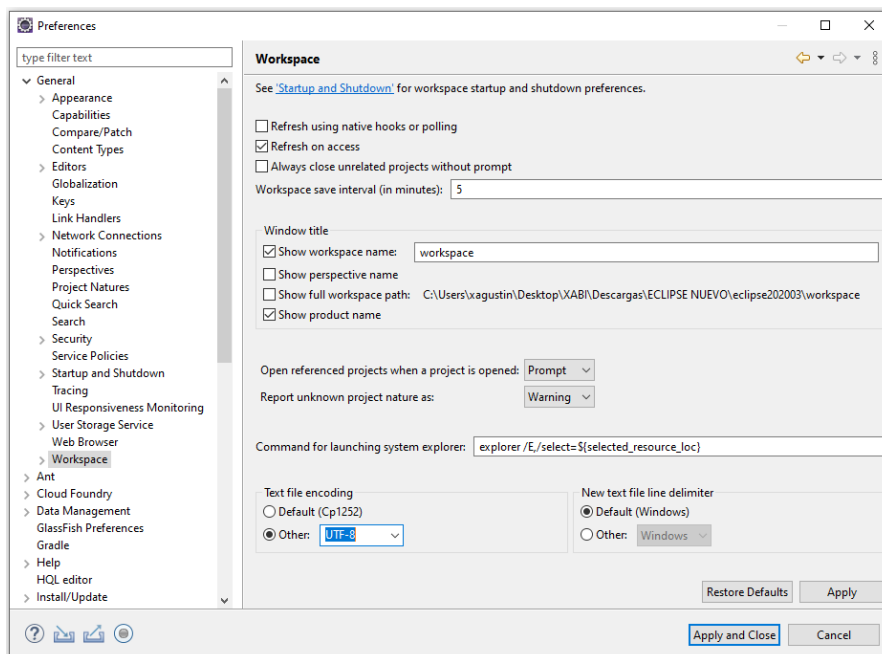 Preferences
type filter text
General
Appearance
Capabilities
Compare/Patch
Content Types
Editors
Globalization
Keys
Link Handlers
Network Connections
Notifications
Perspectives
Project Natures
Quick Search
Search
Security
Service Policies
Startup and Shutdown
Tracing
UI Responsiveness Monitoring
User Storage Service
Web Browser
Workspace
Ant
Cloud Foundry
Data Management
GlassFish Preferences
Gradle
Help
HQL editor
Install/Update
Workspace
See 'Startup and Shutdown' for workspace startup and shutdown preferences.
Refresh using native hooks or polling
Refresh on access
Always close unrelated projects without prompt
Workspace save interval (in minutes): 5
Window title
Show workspace name: workspace
Show perspective name
Show full workspace path: C:\Users\xagustin\Desktop\XABI\Descargas\ECLIPSE NUEVO\eclipse202003\workspace
Show product name
Open referenced projects when a project is opened: Prompt
Report unknown project nature as: Warning
Command for launching system explorer: explorer /E,/select=${selected_resource_loc}
Text file encoding
Default (Cp1252)
Other: UTF-8
New text file line delimiter
Default (Windows)
Other: Windows
Restore Defaults Apply
? Apply and Close Cancel